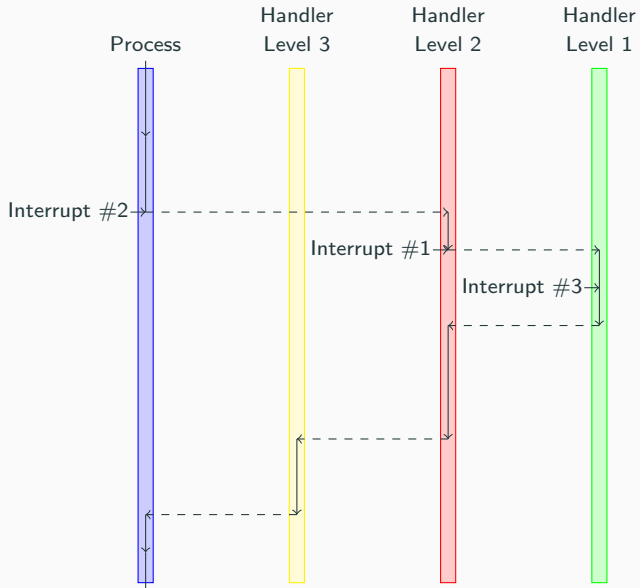 Process
Handler
Level 3
Handler
Level 2
Handler
Level 1
Interrupt #2
Interrupt #1
Interrupt #3